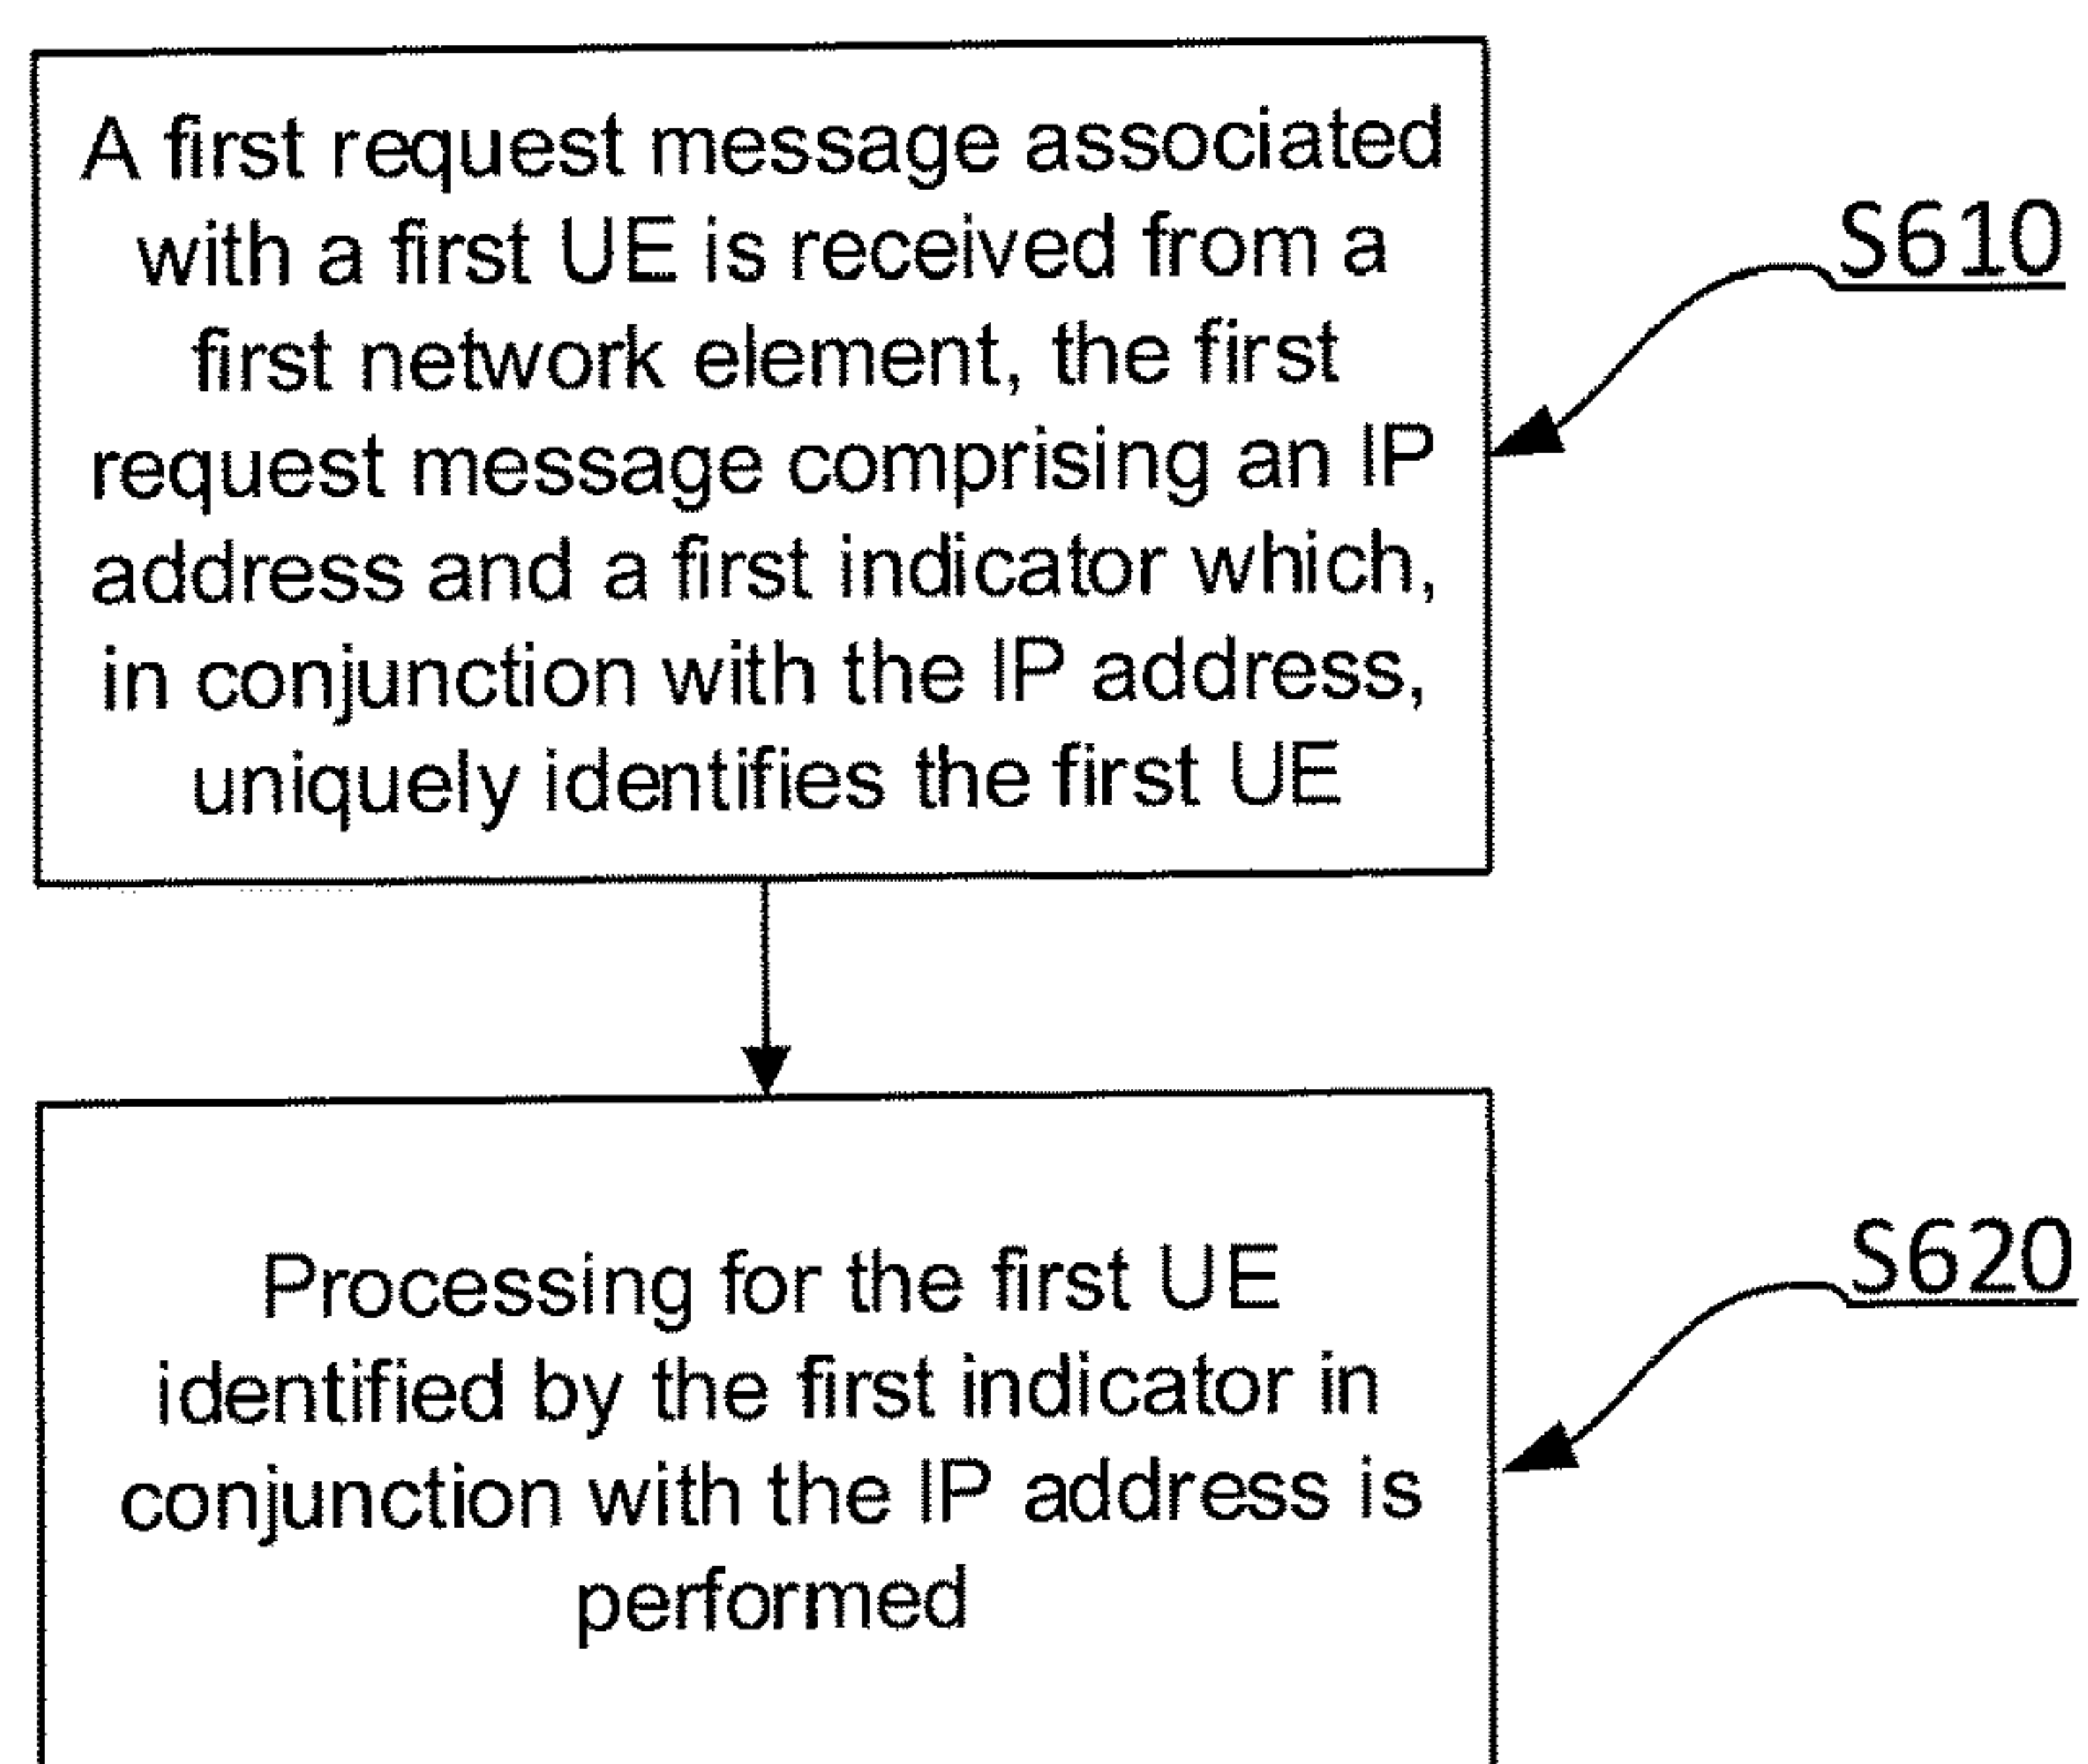 A first request message associated
with a first UE is received from a
first network element, the first
request message comprising an IP
address and a first indicator which,
in conjunction with the IP address,
uniquely identifies the first UE
S610
Processing for the first UE
identified by the first indicator in
conjunction with the IP address is
performed
S620